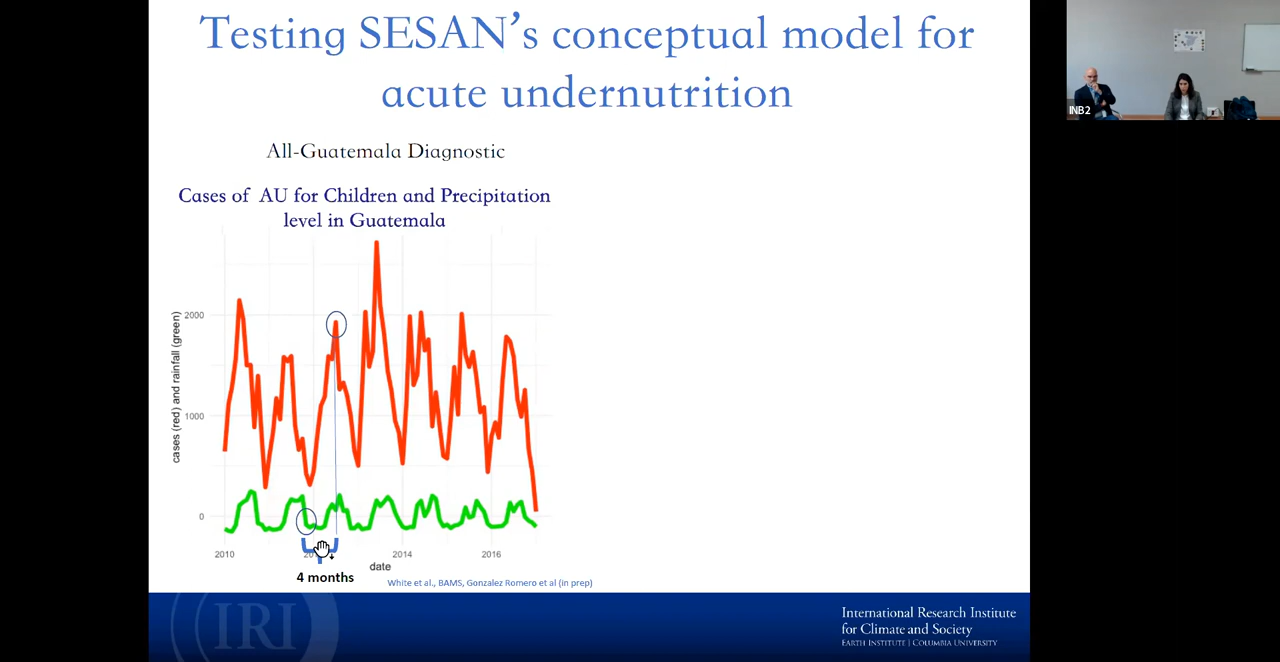 Testing SESAN's conceptual model for
acute undernutrition
INB2
All-Guatemala Diagnostic
Cases of AU for Children and Precipitation
level in Guatemala
cases (red) and rainfall (green)
2000
1000
0
2010
2014
2016
date
4 months
White et al., BAMS, Gonzalez Romero et al (in prep)
IRI
International Research Institute
for Climate and Society
EARTH INSTITUTE | COLUMBIA UNIVERSITY